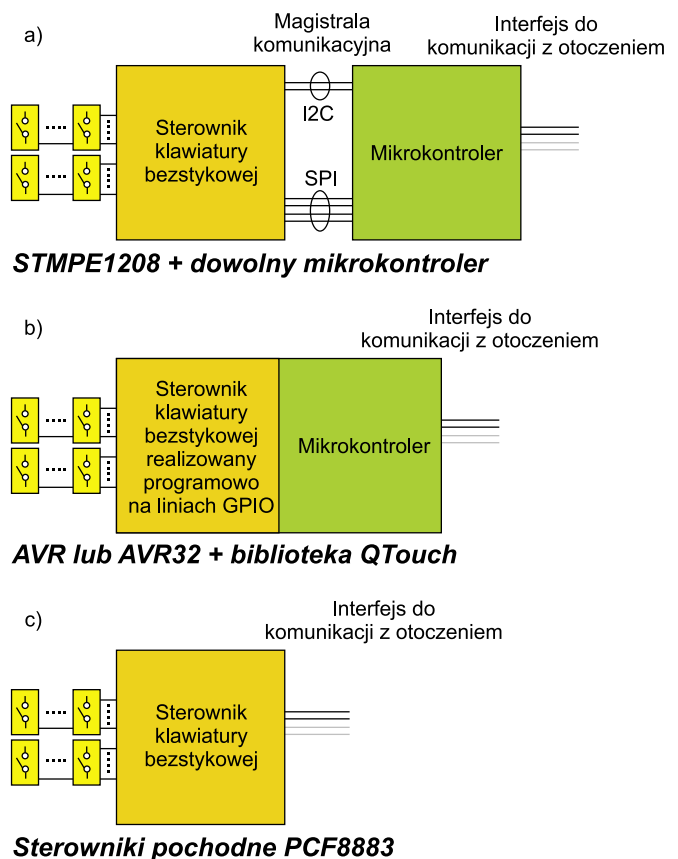 a)
Magistrala
komunikacyjna
Interfejs do
komunikacji z otoczeniem
Sterownik
klawiatury
bezstykowej
I2C
SPI
Mikrokontroler
STMPE1208 + dowolny mikrokontroler
b)
Interfejs do
komunikacji z otoczeniem
Sterownik
klawiatury
bezstykowej
realizowany
programowo
na liniach GPIO
Mikrokontroler
AVR lub AVR32 + biblioteka QTouch
c)
Interfejs do
komunikacji z otoczeniem
Sterownik
klawiatury
bezstykowej
Sterowniki pochodne PCF8883